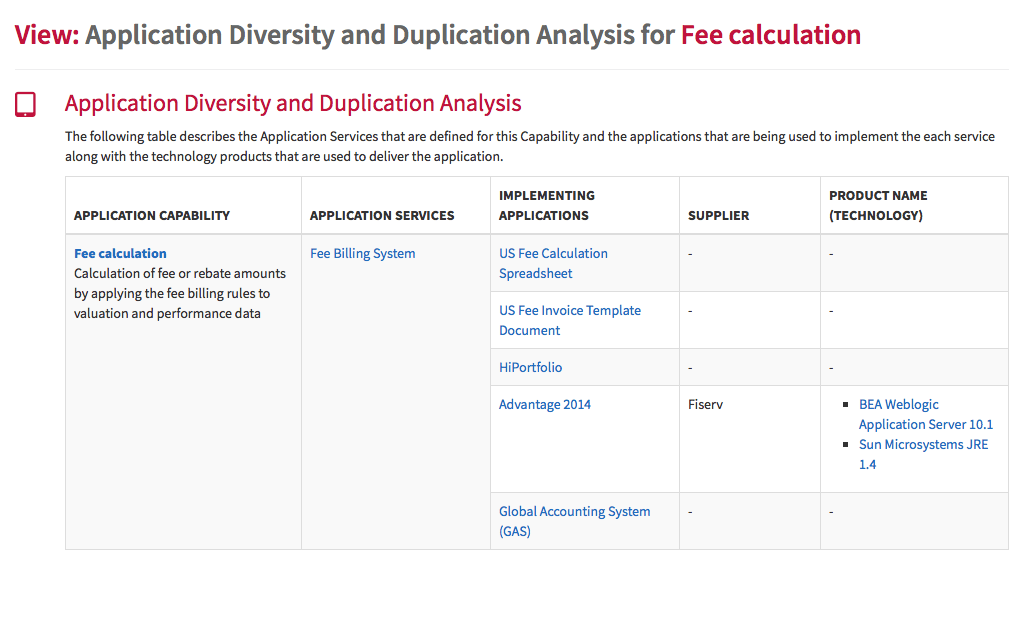 View: Application Diversity and Duplication Analysis for Fee calculation
Application Diversity and Duplication Analysis
The following table describes the Application Services that are defined for this Capability and the applications that are being used to implement the each service
along with the technology products that are used to deliver the application.
APPLICATION CAPABILITY
APPLICATION SERVICES
IMPLEMENTING
APPLICATIONS
SUPPLIER
PRODUCT NAME
(TECHNOLOGY)
Fee calculation
Calculation of fee or rebate amounts
by applying the fee billing rules to
valuation and performance data
Fee Billing System
US Fee Calculation
Spreadsheet
-
-
US Fee Invoice Template
Document
-
-
HiPortfolio
-
-
Advantage 2014
Fiserv
BEA Weblogic
Application Server 10.1
Sun Microsystems JRE
1.4
Global Accounting System
(GAS)
-
-